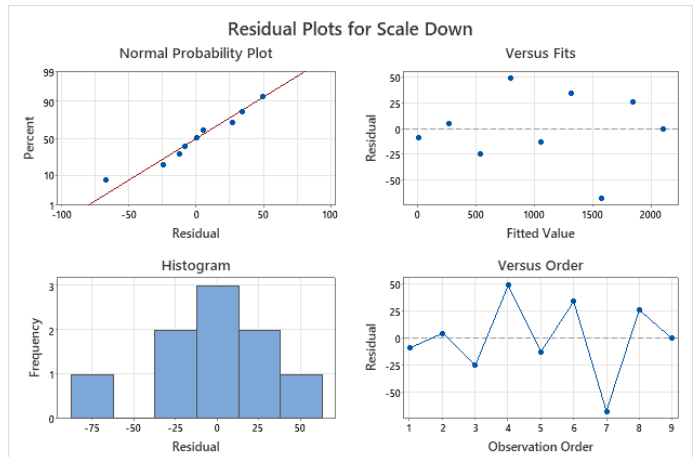 Residual Plots for Scale Down
Normal Probability Plot
99
90
50
10
1
Percent
-100 -50 0 50 100
Residual
Versus Fits
50
25
0
-25
-50
Residual
0 500 1000 1500 2000
Fitted Value
Histogram
3
2
1
0
Frequency
-75 -50 -25 0 25 50
Residual
Versus Order
50
25
0
-25
-50
Residual
1 2 3 4 5 6 7 8 9
Observation Order